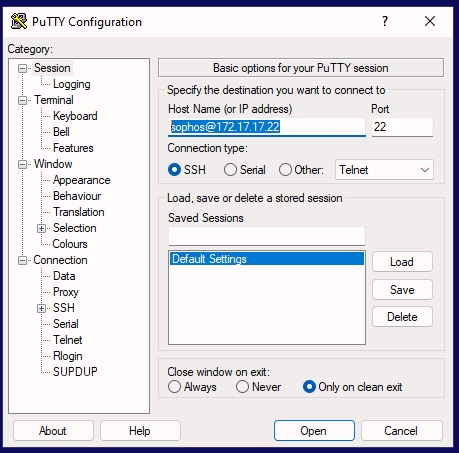 PuTTY Configuration
? ×
Category:
Session
Logging
Terminal
Keyboard
Bell
Features
Window
Appearance
Behaviour
Translation
Selection
Colours
Connection
Data
Proxy
SSH
Serial
Telnet
Rlogin
SUPDUP
Basic options for your PuTTY session
Specify the destination you want to connect to
Host Name (or IP address) Port
sophos@172.17.17.22 22
Connection type:
SSH Serial Other: Telnet
Load, save or delete a stored session
Saved Sessions
Default Settings
Load
Save
Delete
Close window on exit:
Always Never Only on clean exit
About Help Open Cancel